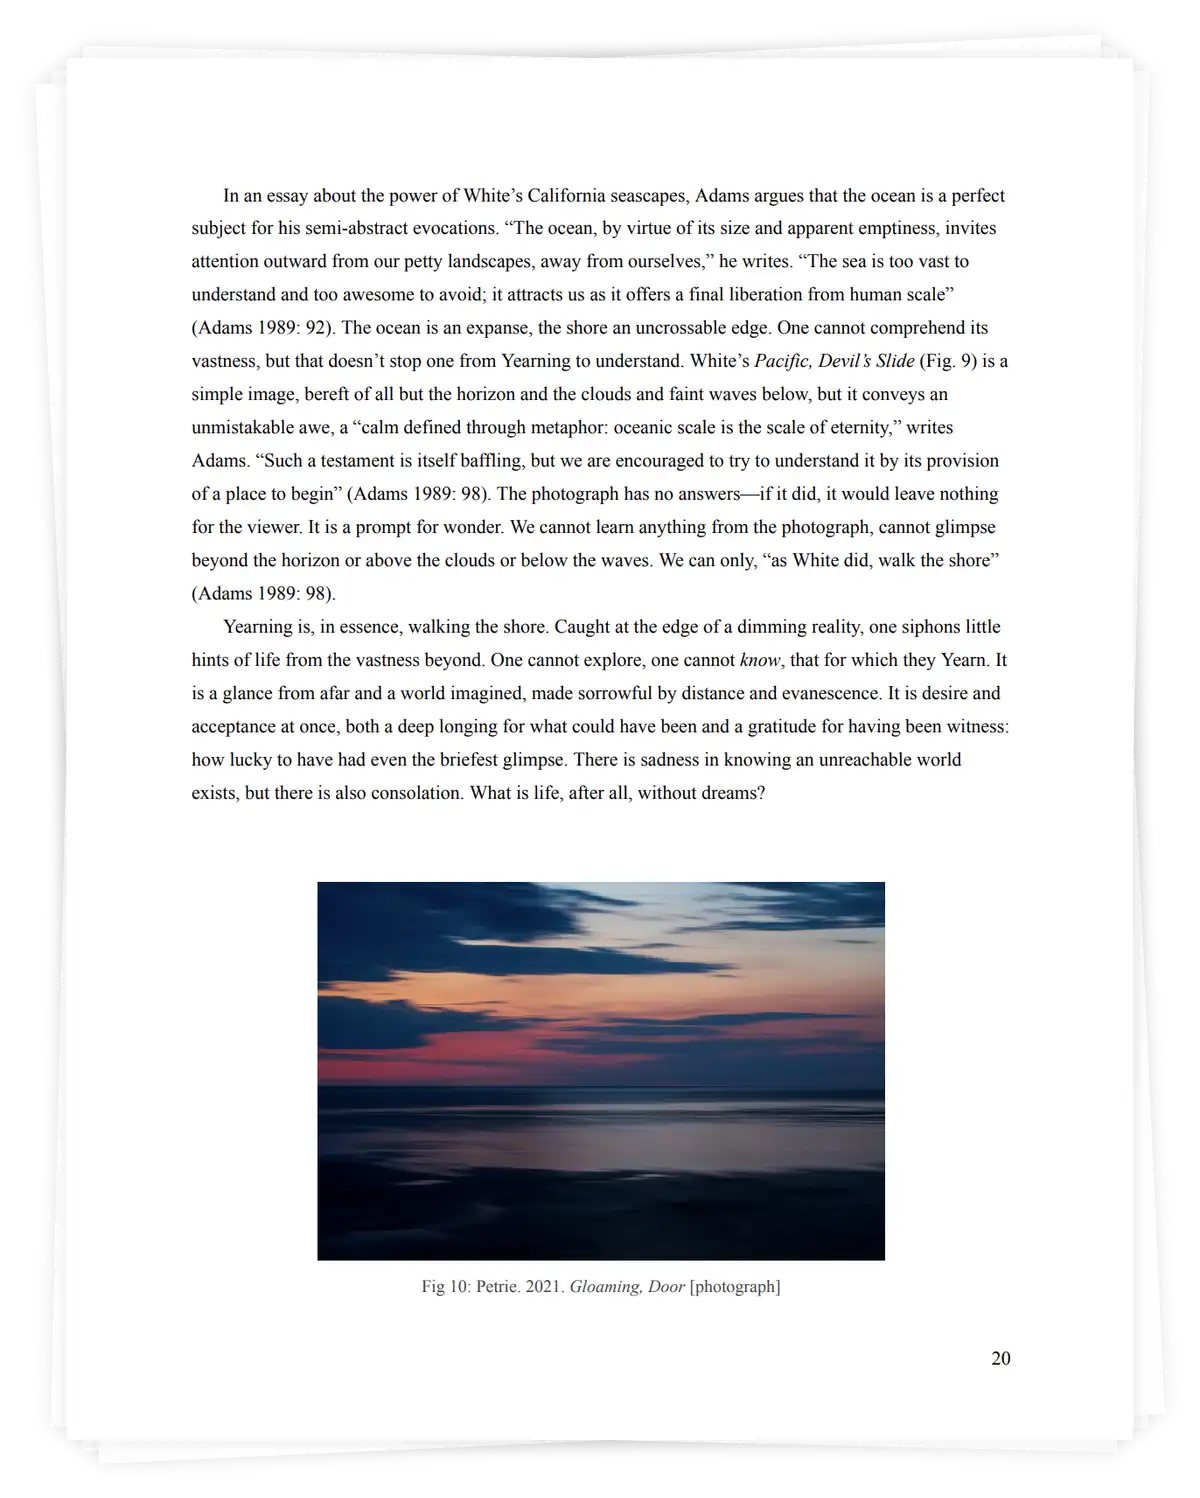 In an essay about the power of White’s California seascapes, Adams argues that the ocean is a perfect
subject for his semi-abstract evocations. “The ocean, by virtue of its size and apparent emptiness, invites
attention outward from our petty landscapes, away from ourselves,” he writes. “The sea is too vast to
understand and too awesome to avoid; it attracts us as it offers a final liberation from human scale”
(Adams 1989: 92). The ocean is an expanse, the shore an uncrossable edge. One cannot comprehend its
vastness, but that doesn’t stop one from Yearning to understand. White’s Pacific, Devil’s Slide (Fig. 9) is a
simple image, bereft of all but the horizon and the clouds and faint waves below, but it conveys an
unmistakable awe, a “calm defined through metaphor: oceanic scale is the scale of eternity,” writes
Adams. “Such a testament is itself baffling, but we are encouraged to try to understand it by its provision
of a place to begin” (Adams 1989: 98). The photograph has no answers—if it did, it would leave nothing
for the viewer. It is a prompt for wonder. We cannot learn anything from the photograph, cannot glimpse
beyond the horizon or above the clouds or below the waves. We can only, “as White did, walk the shore”
(Adams 1989: 98).
Yearning is, in essence, walking the shore. Caught at the edge of a dimming reality, one siphons little
hints of life from the vastness beyond. One cannot explore, one cannot know, that for which they Yearn. It
is a glance from afar and a world imagined, made sorrowful by distance and evanescence. It is desire and
acceptance at once, both a deep longing for what could have been and a gratitude for having been witness:
how lucky to have had even the briefest glimpse. There is sadness in knowing an unreachable world
exists, but there is also consolation. What is life, after all, without dreams?
Fig 10: Petrie. 2021. Gloaming, Door [photograph]
20